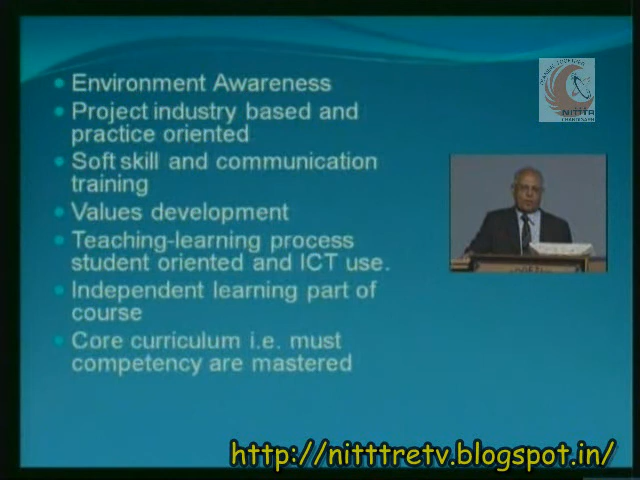 Environment Awareness
Project industry based and
practice oriented
Soft skill and communication
training
Values development
Teaching-learning process
student oriented and ICT use.
Independent learning part of
course
Core curriculum i.e. must
competency are mastered
NITTTR
CHANDIGARH
http://nitttretv.blogspot.in/